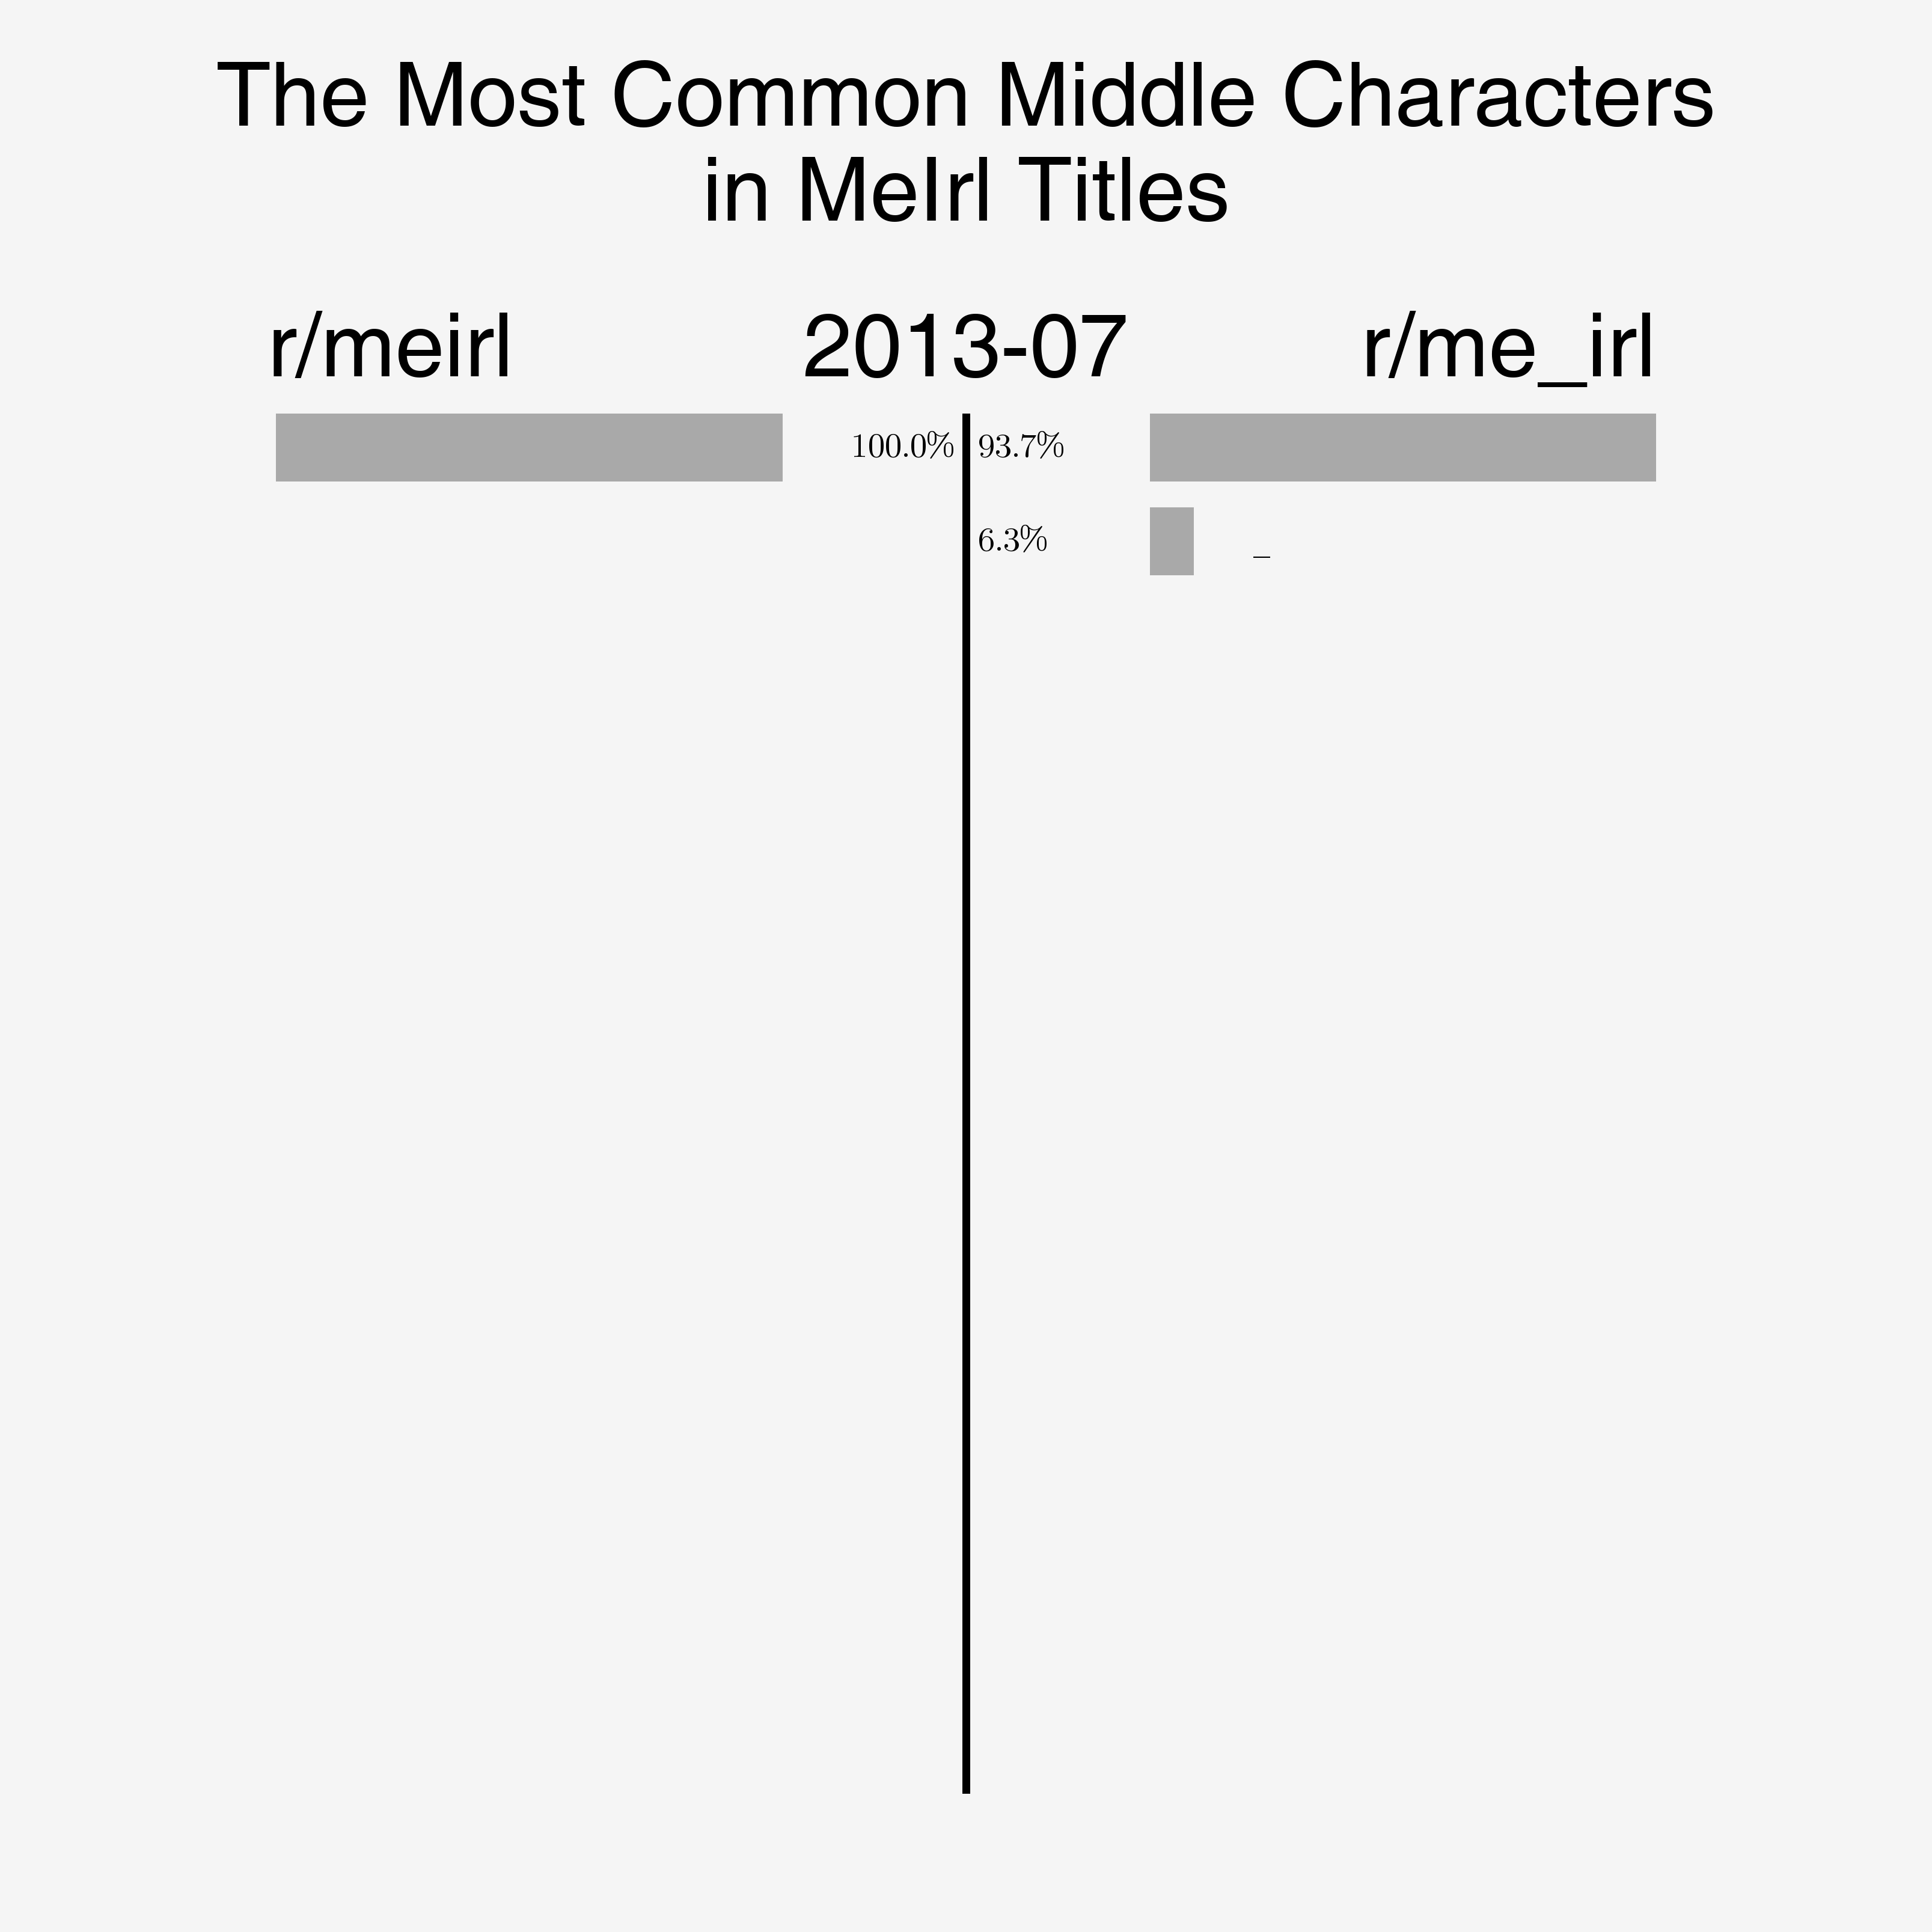 The Most Common Middle Characters
in MeIrl Titles
r/meirl 2013-07 r/me_irl
100.0% 93.7%
6.3% _